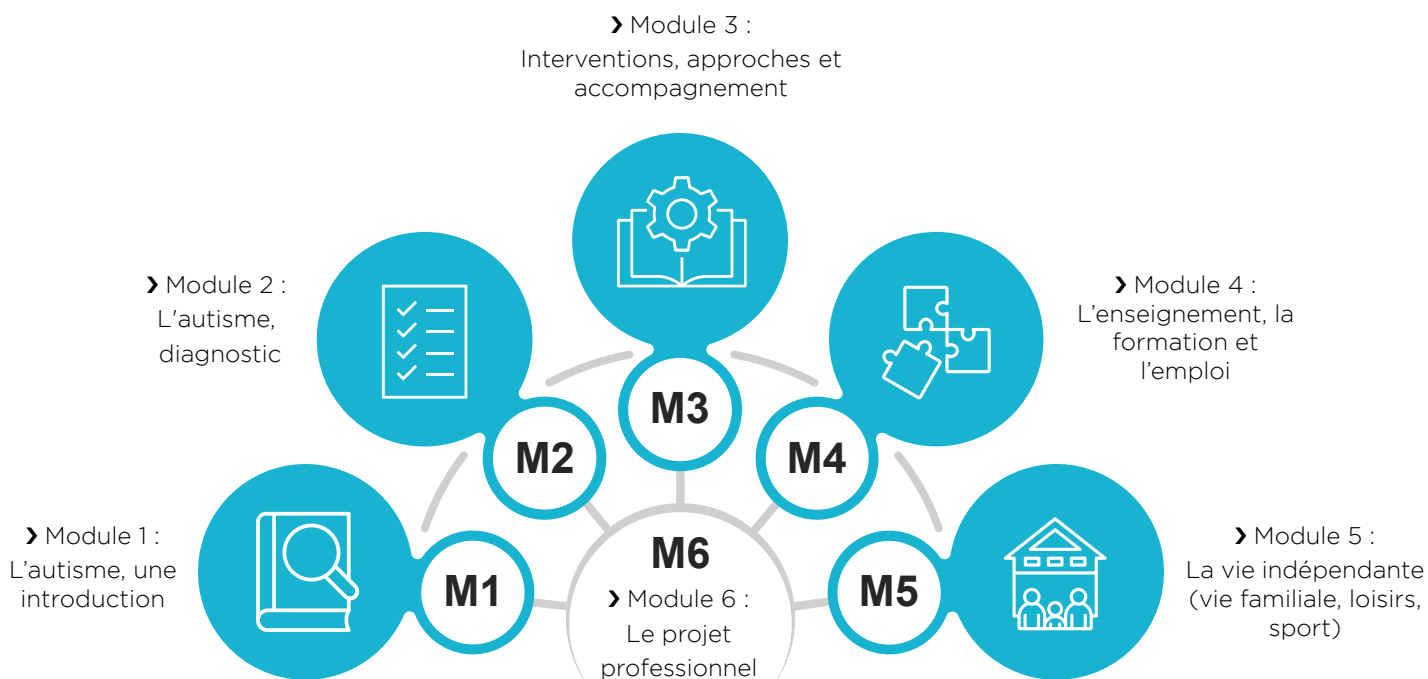 ❯ Module 3 :
Interventions, approches et
accompagnement
❯ Module 2 :
L'autisme,
diagnostic
❯ Module 4 :
L’enseignement, la
formation et
l’emploi
M3
M2
M4
❯ Module 1 :
L’autisme, une
introduction
M1
M6
❯ Module 6 :
Le projet
professionnel
M5
❯ Module 5 :
La vie indépendante
(vie familiale, loisirs,
sport)